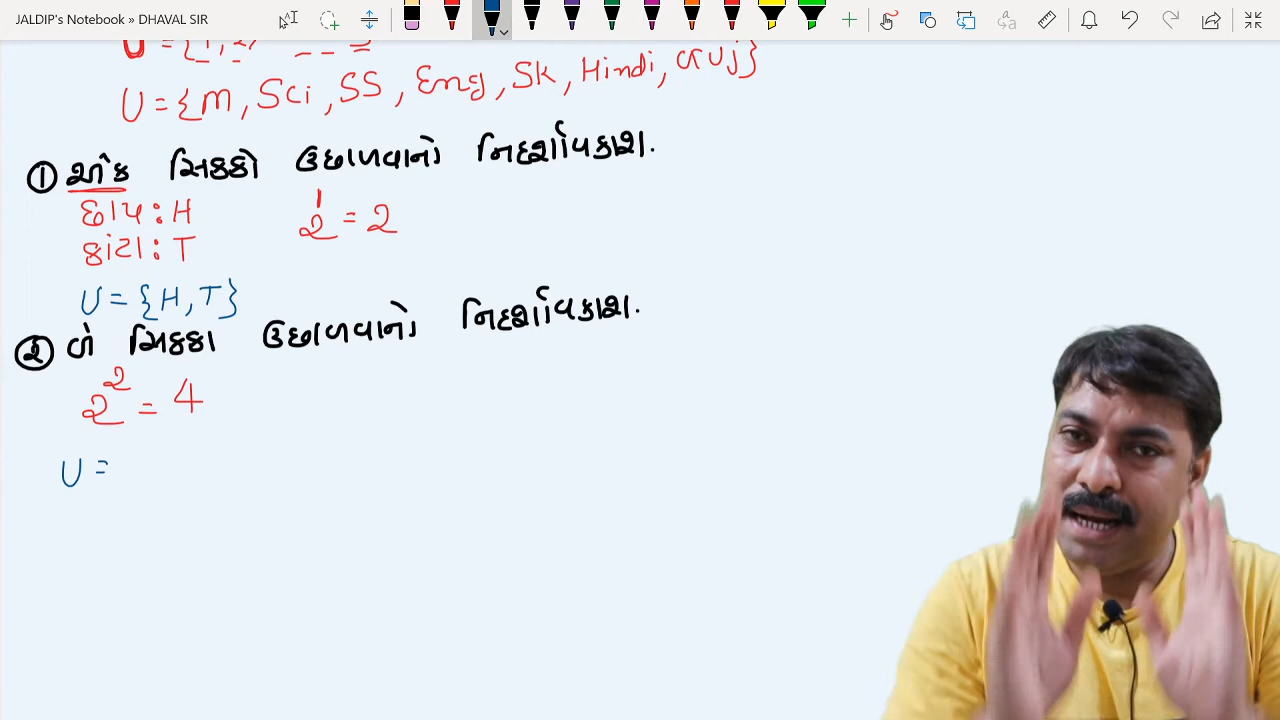 JALDIP's Notebook » DHAVAL SIR
U = {M, Sci, SS, Eng, SK, Hindi, Guj}
① એક સિક્કો ઉછાળવાનો નિદર્શાવકાશ.
છાપ : H
2¹ = 2
કાંટા : T
U = {H, T}
② બે સિક્કા ઉછાળવાનો નિદર્શાવકાશ.
2² = 4
U =